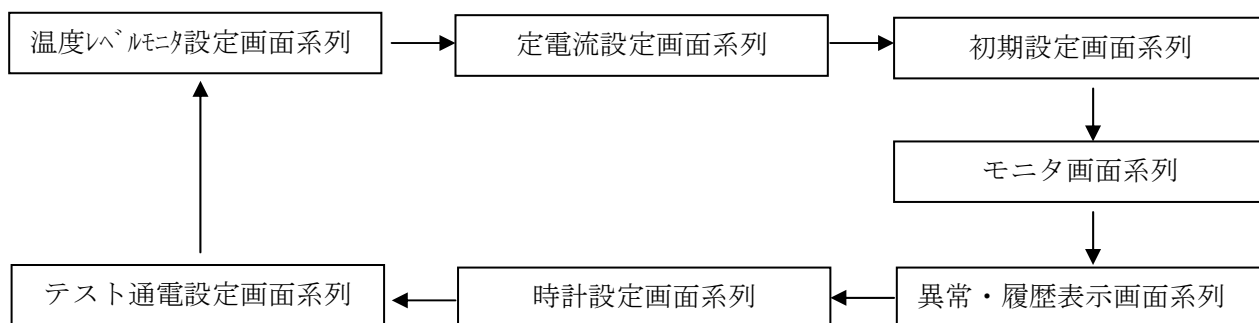 温度ﾚﾍﾞﾙﾓﾆﾀ設定画面系列
定電流設定画面系列
初期設定画面系列
モニタ画面系列
テスト通電設定画面系列
時計設定画面系列
異常・履歴表示画面系列